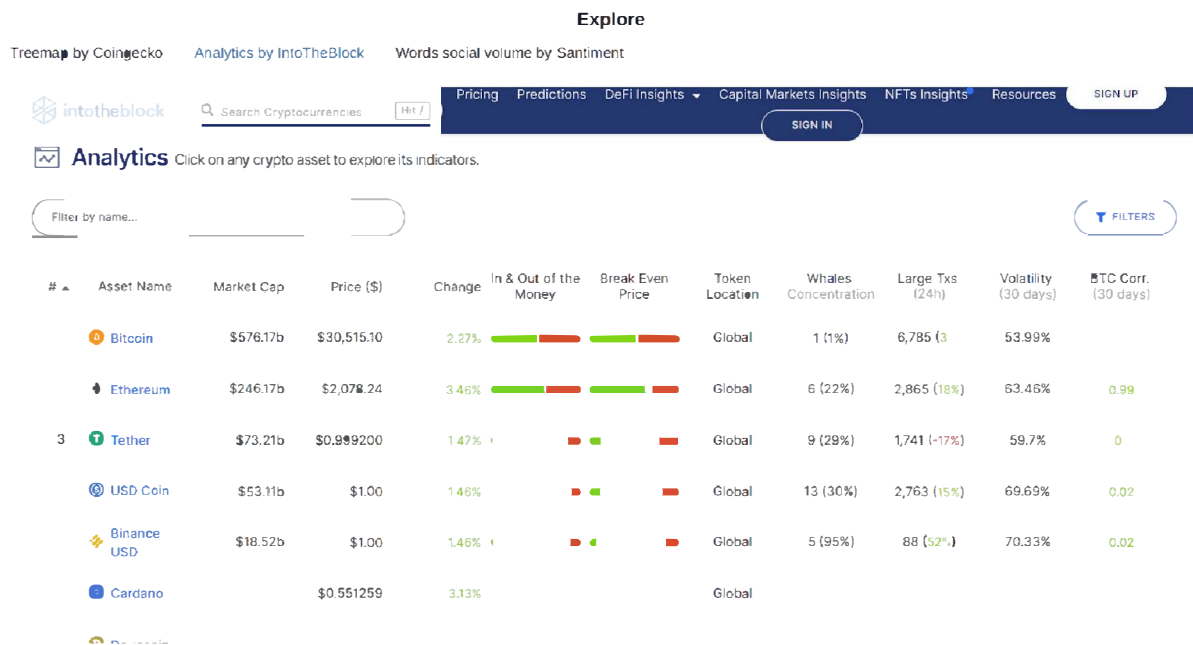 Explore
Treemap by Coingecko Analytics by IntoTheBlock Words social volume by Santiment
intotheblock Search Cryptocurrencies Hit / Pricing Predictions DeFi Insights Capital Markets Insights NFTs Insights Resources SIGN UP
SIGN IN
Analytics Click on any crypto asset to explore its indicators.
Filter by name... FILTERS
# Asset Name Market Cap Price ($) Change In & Out of the Money Break Even Price Token Location Whales Concentration Large Txs (24h) Volatility (30 days) BTC Corr. (30 days)
Bitcoin $576.17b $30,515.10 2.27% Global 1 (1%) 6,785 (3 53.99%
Ethereum $246.17b $2,078.24 3.46% Global 6 (22%) 2,865 (18%) 63.46% 0.99
3 Tether $73.21b $0.999200 1.47% Global 9 (29%) 1,741 (-17%) 59.7% 0
USD Coin $53.11b $1.00 1.46% Global 13 (30%) 2,763 (15%) 69.69% 0.02
Binance USD $18.52b $1.00 1.46% Global 5 (95%) 88 (52%) 70.33% 0.02
Cardano $0.551259 3.13% Global